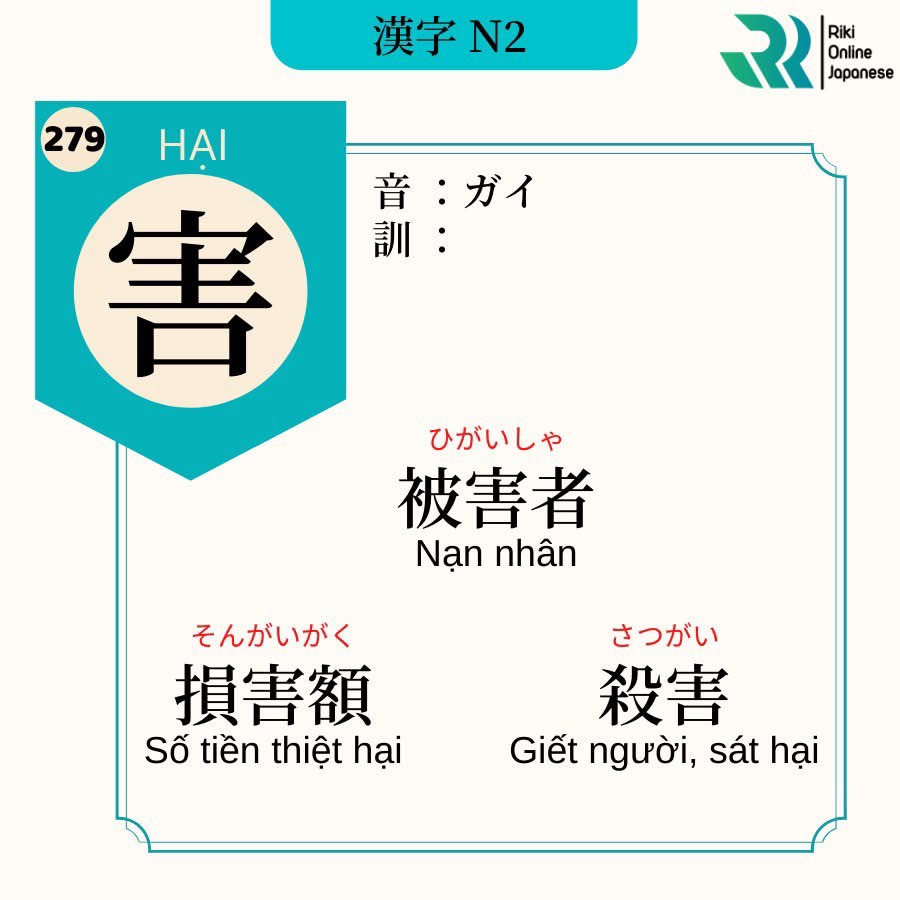 漢字 N2
Riki
Online
Japanese
279
HẠI
害
音：ガイ
訓：
ひがいしゃ
被害者
Nạn nhân
そんがいがく
損害額
Số tiền thiệt hại
さつがい
殺害
Giết người, sát hại